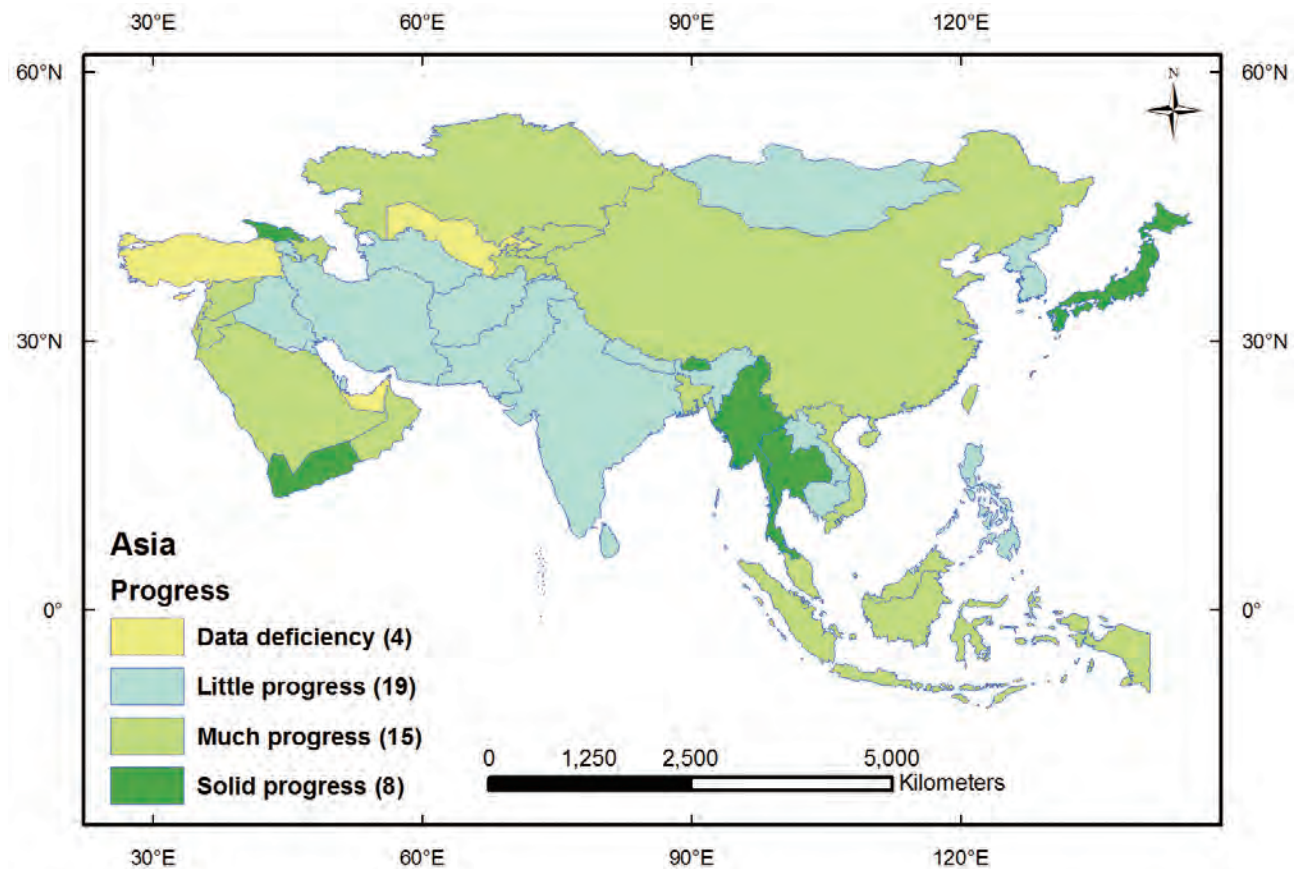 30°E 60°E 90°E 120°E
60°N 60°N
N
30°N 30°N
Asia
Progress
0° 0°
Data deficiency (4)
Little progress (19)
Much progress (15)
Solid progress (8)
0 1,250 2,500 5,000
Kilometers
30°E 60°E 90°E 120°E